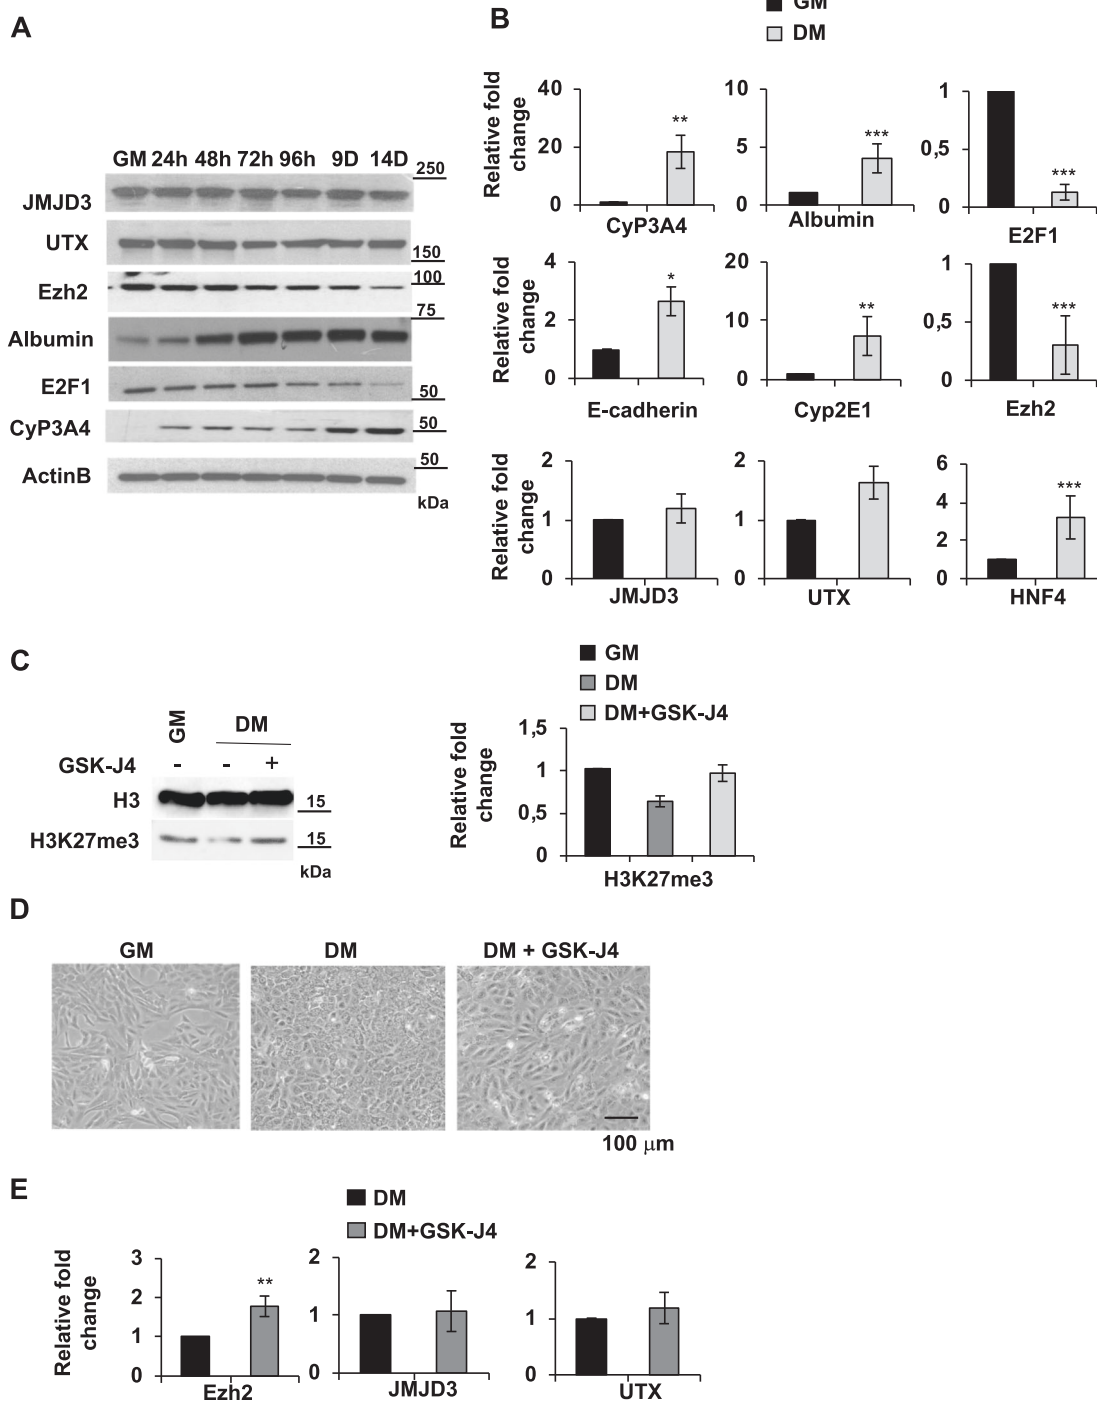 A
GM 24h 48h 72h 96h 9D 14D
250
JMJD3
UTX
150
100
Ezh2
75
Albumin
E2F1
50
CyP3A4
50
50
ActinB
kDa
B
GM
DM
Relative fold change
40
20
0
**
CyP3A4
10
5
0
***
Albumin
1
0,5
0
***
E2F1
Relative fold change
4
2
0
*
E-cadherin
20
10
0
**
Cyp2E1
1
0,5
0
***
Ezh2
Relative fold change
2
1
0
JMJD3
2
1
0
UTX
6
4
2
0
***
HNF4
C
GM
DM
GSK-J4 - - +
H3
15
H3K27me3
15
kDa
GM
DM
DM+GSK-J4
Relative fold change
1,5
1
0,5
0
H3K27me3
D
GM DM DM + GSK-J4
100 μm
E
DM
DM+GSK-J4
Relative fold change
3
2
1
0
**
Ezh2
2
1
0
JMJD3
2
1
0
UTX